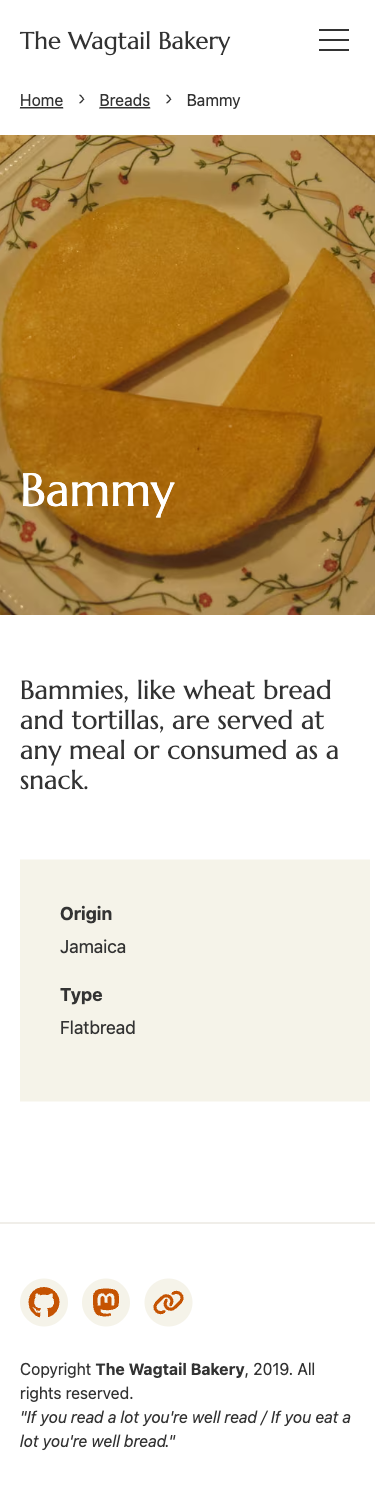 The Wagtail Bakery
Home > Breads > Bammy
Bammy
Bammies, like wheat bread
and tortillas, are served at
any meal or consumed as a
snack.
Origin
Jamaica
Type
Flatbread
Copyright The Wagtail Bakery, 2019. All
rights reserved.
"If you read a lot you're well read / If you eat a
lot you're well bread."